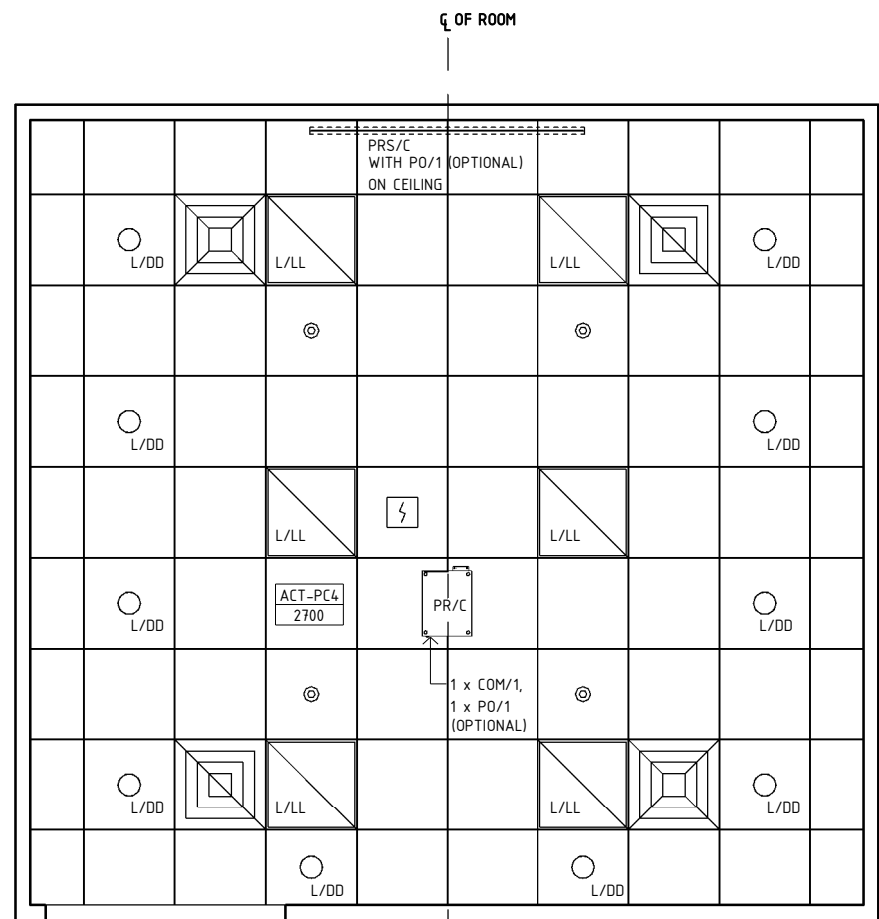 ℄ OF ROOM
PRS/C
WITH PO/1 (OPTIONAL)
ON CEILING
L/DD
L/LL
L/LL
L/DD
L/DD
L/DD
L/LL
L/LL
ACT-PC4
2700
PR/C
L/DD
L/DD
1 x COM/1,
1 x PO/1
(OPTIONAL)
L/DD
L/LL
L/LL
L/DD
L/DD
L/DD